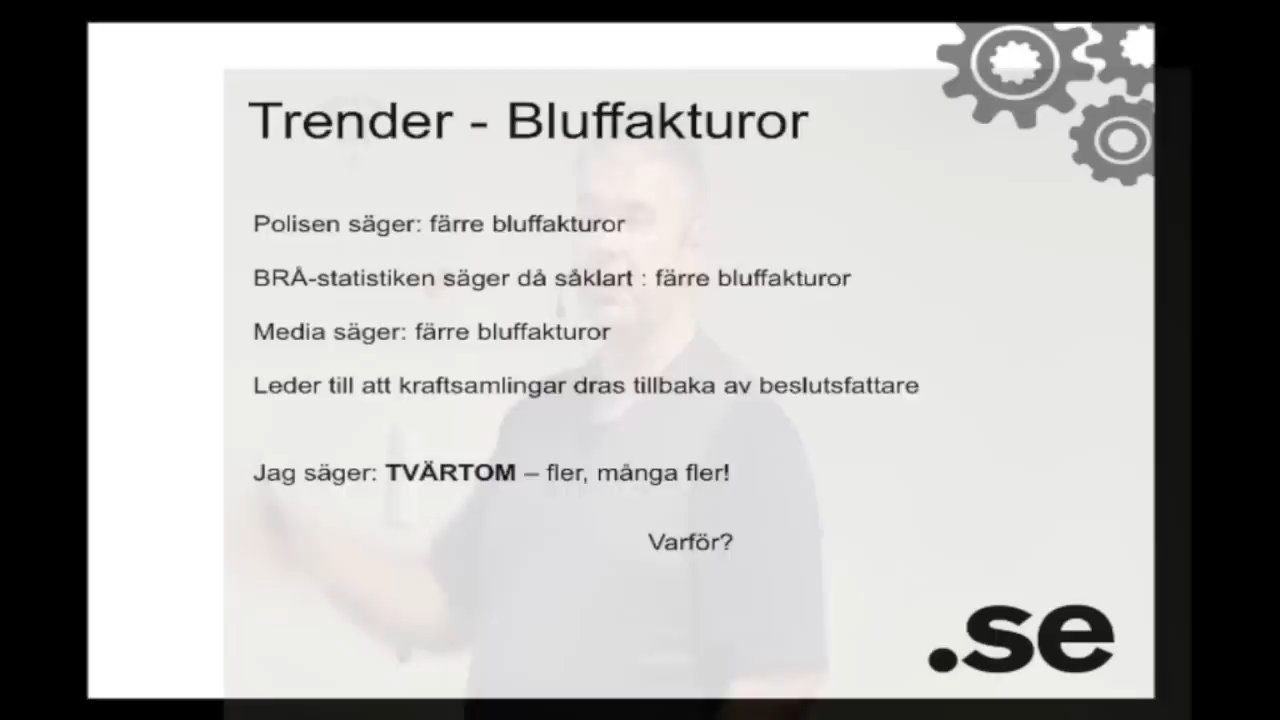 Trender - Bluffakturor
Polisen säger: färre bluffakturor
BRÅ-statistiken säger då såklart : färre bluffakturor
Media säger: färre bluffakturor
Leder till att kraftsamlingar dras tillbaka av beslutsfattare
Jag säger: TVÄRTOM – fler, många fler!
Varför?
.se